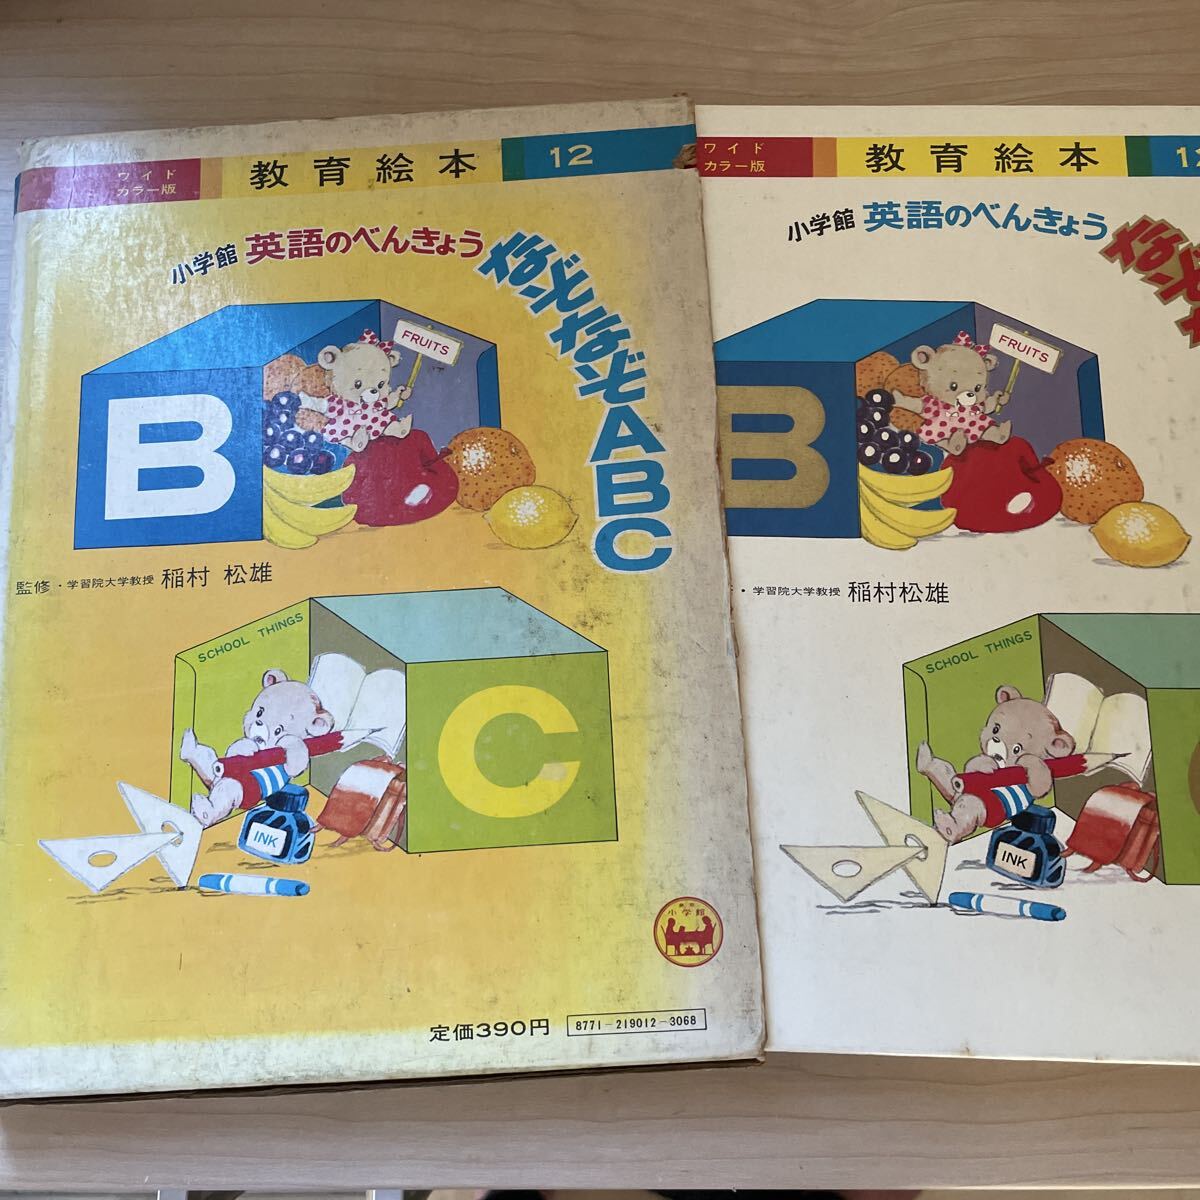 ワイド
カラー版
教育絵本
12
小学館 英語のべんきょう
なぞなぞABC
FRUITS
B
監修・学習院大学教授 稲村 松雄
SCHOOL THINGS
C
INK
小学館
定価390円
8771-219012-3068
ワイド
カラー版
教育絵本
小学館 英語のべんきょう
なぞ
FRUITS
B
・学習院大学教授 稲村松雄
SCHOOL THINGS
INK